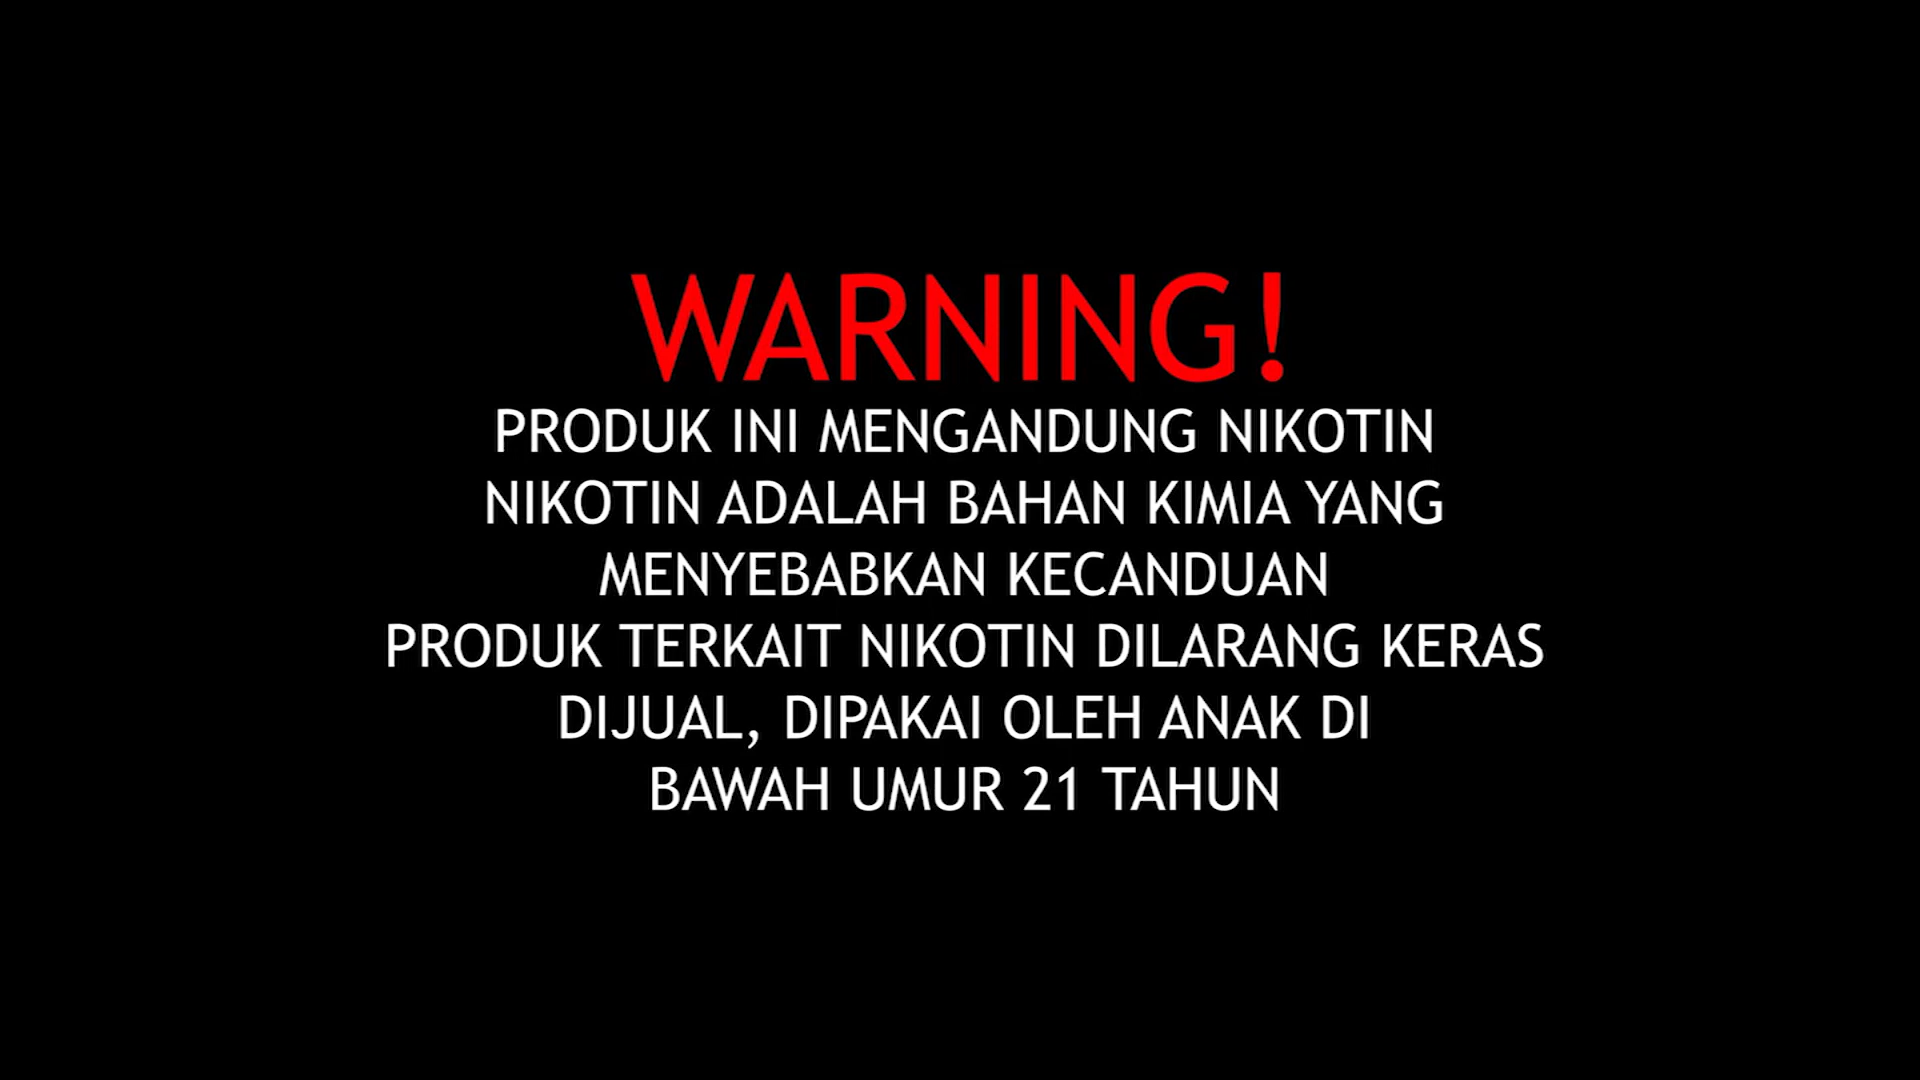 WARNING!
PRODUK INI MENGANDUNG NIKOTIN
NIKOTIN ADALAH BAHAN KIMIA YANG
MENYEBABKAN KECANDUAN
PRODUK TERKAIT NIKOTIN DILARANG KERAS
DIJUAL, DIPAKAI OLEH ANAK DI
BAWAH UMUR 21 TAHUN